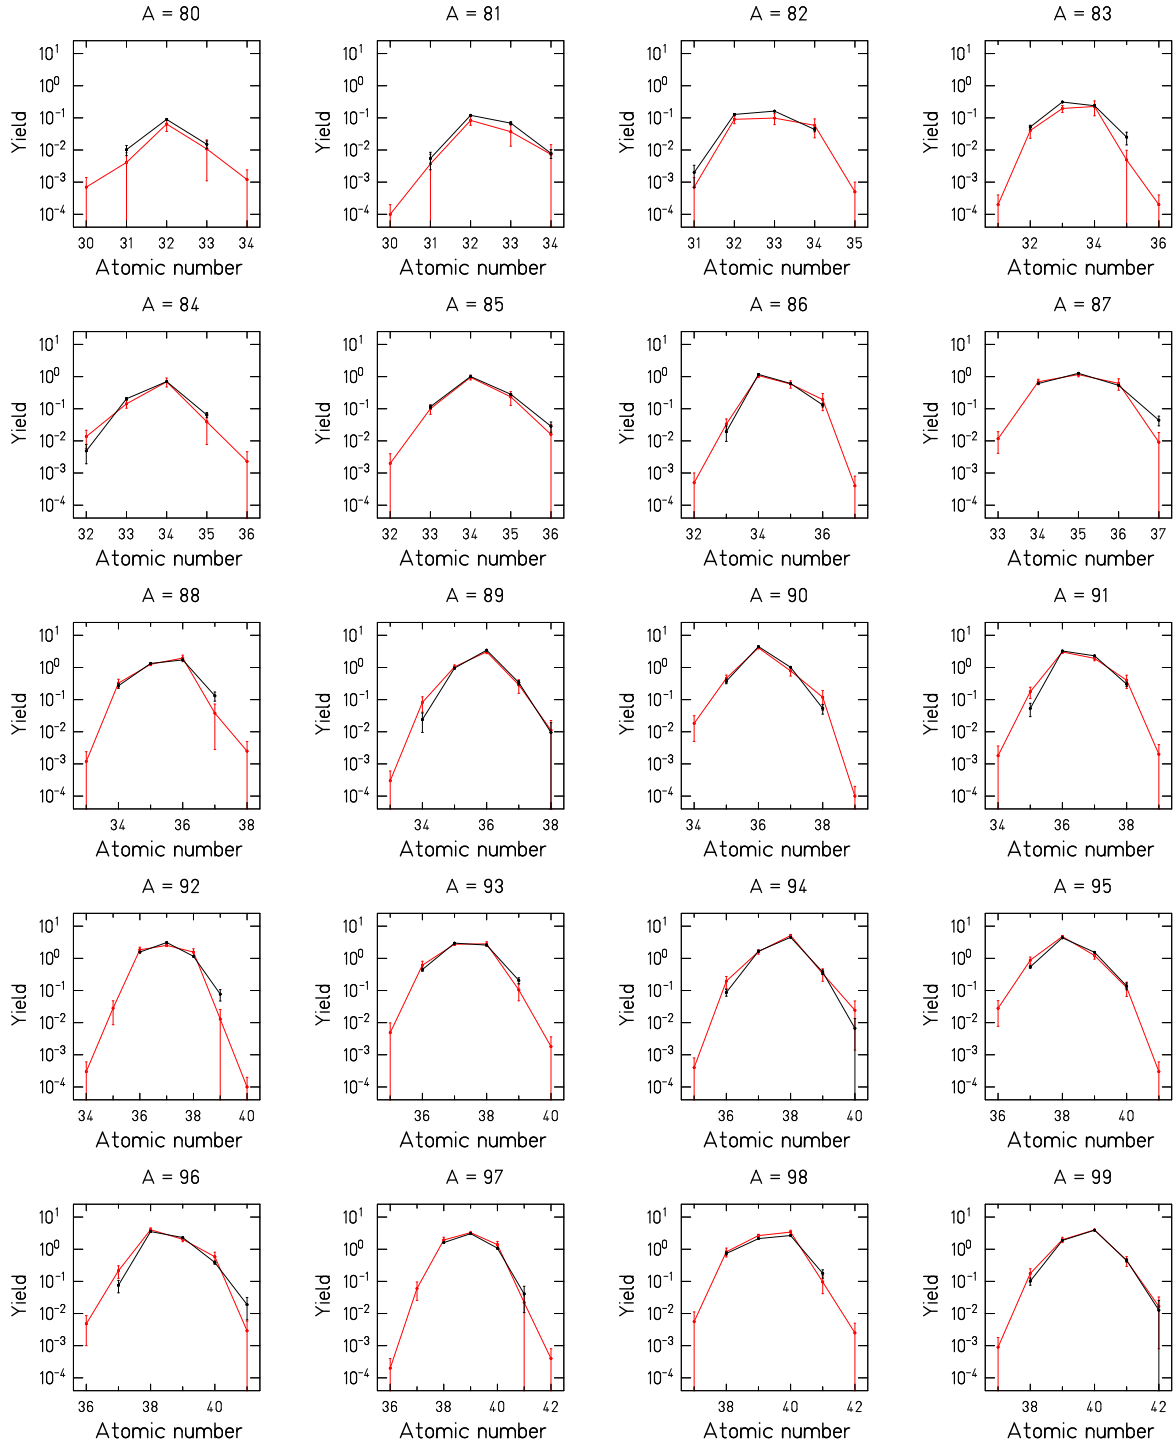 A = 80 A = 81 A = 82 A = 83
Yield Yield Yield Yield
10^1 10^1 10^1 10^1
10^0 10^0 10^0 10^0
10^-1 10^-1 10^-1 10^-1
10^-2 10^-2 10^-2 10^-2
10^-3 10^-3 10^-3 10^-3
10^-4 10^-4 10^-4 10^-4
30 31 32 33 34 30 31 32 33 34 31 32 33 34 35 32 34 36
Atomic number Atomic number Atomic number Atomic number
A = 84 A = 85 A = 86 A = 87
Yield Yield Yield Yield
10^1 10^1 10^1 10^1
10^0 10^0 10^0 10^0
10^-1 10^-1 10^-1 10^-1
10^-2 10^-2 10^-2 10^-2
10^-3 10^-3 10^-3 10^-3
10^-4 10^-4 10^-4 10^-4
32 33 34 35 36 32 33 34 35 36 32 34 36 33 34 35 36 37
Atomic number Atomic number Atomic number Atomic number
A = 88 A = 89 A = 90 A = 91
Yield Yield Yield Yield
10^1 10^1 10^1 10^1
10^0 10^0 10^0 10^0
10^-1 10^-1 10^-1 10^-1
10^-2 10^-2 10^-2 10^-2
10^-3 10^-3 10^-3 10^-3
10^-4 10^-4 10^-4 10^-4
34 36 38 34 36 38 34 36 38 34 36 38
Atomic number Atomic number Atomic number Atomic number
A = 92 A = 93 A = 94 A = 95
Yield Yield Yield Yield
10^1 10^1 10^1 10^1
10^0 10^0 10^0 10^0
10^-1 10^-1 10^-1 10^-1
10^-2 10^-2 10^-2 10^-2
10^-3 10^-3 10^-3 10^-3
10^-4 10^-4 10^-4 10^-4
34 36 38 40 36 38 40 36 38 40 36 38 40
Atomic number Atomic number Atomic number Atomic number
A = 96 A = 97 A = 98 A = 99
Yield Yield Yield Yield
10^1 10^1 10^1 10^1
10^0 10^0 10^0 10^0
10^-1 10^-1 10^-1 10^-1
10^-2 10^-2 10^-2 10^-2
10^-3 10^-3 10^-3 10^-3
10^-4 10^-4 10^-4 10^-4
36 38 40 36 38 40 42 38 40 42 38 40 42
Atomic number Atomic number Atomic number Atomic number